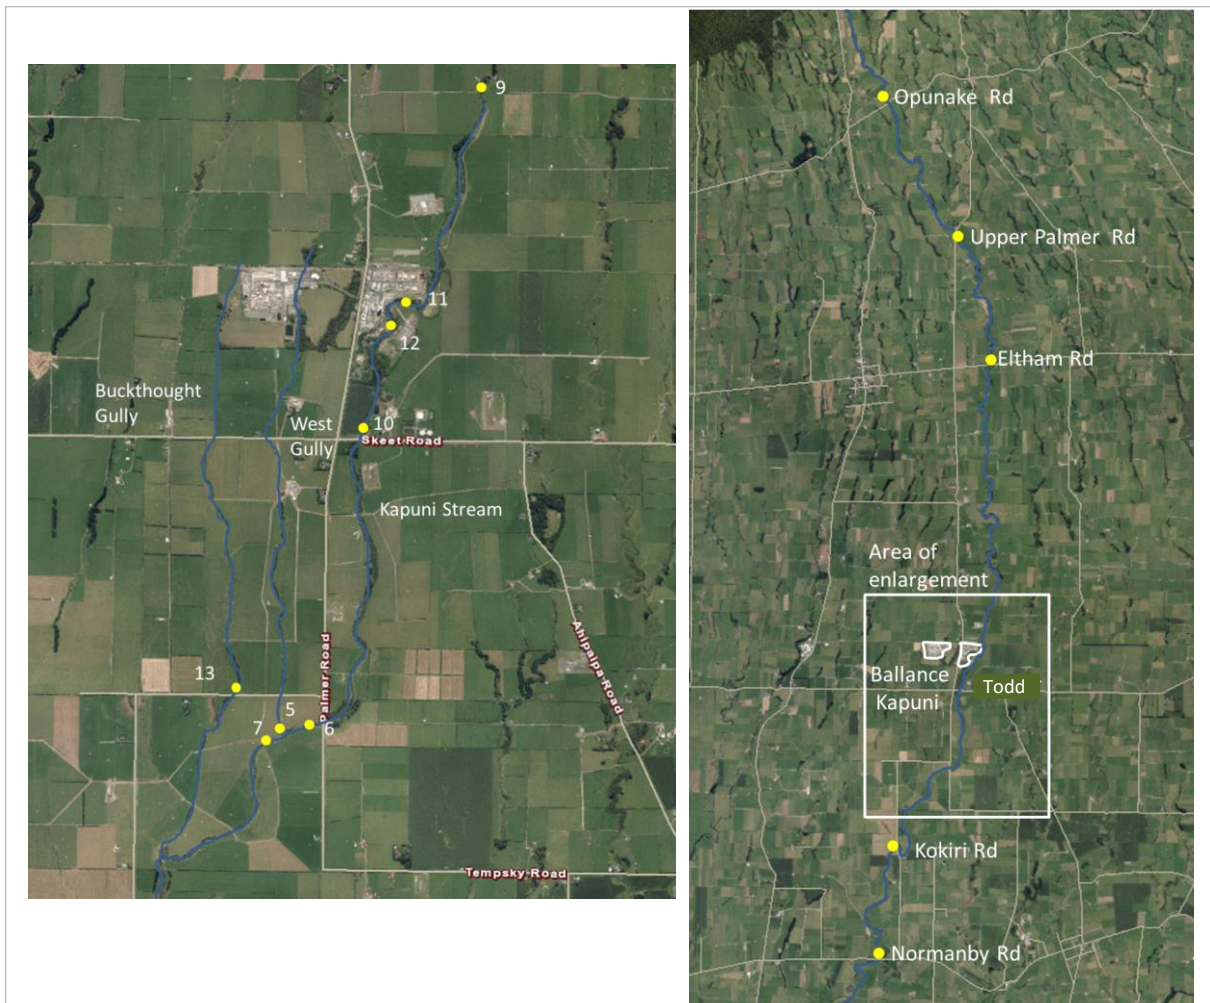 9
11
12
Buckthought
Gully
West
Gully
10
Skeet Road
Kapuni Stream
Palmer Road
Ahipaipa Road
13
5
7
6
Tempsky Road
Opunake Rd
Upper Palmer Rd
Eltham Rd
Area of
enlargement
Ballance
Kapuni
Todd
Kokiri Rd
Normanby Rd